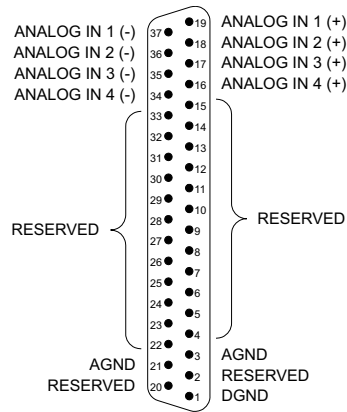 ANALOG IN 1 (-) 37 19 ANALOG IN 1 (+)
ANALOG IN 2 (-) 36 18 ANALOG IN 2 (+)
ANALOG IN 3 (-) 35 17 ANALOG IN 3 (+)
ANALOG IN 4 (-) 34 16 ANALOG IN 4 (+)
33 15
32 14
31 13
30 12
29 11
28 10
RESERVED 27 9 RESERVED
26 8
25 7
24 6
23 5
22 4
AGND 21 3 AGND
RESERVED 20 2 RESERVED
1 DGND